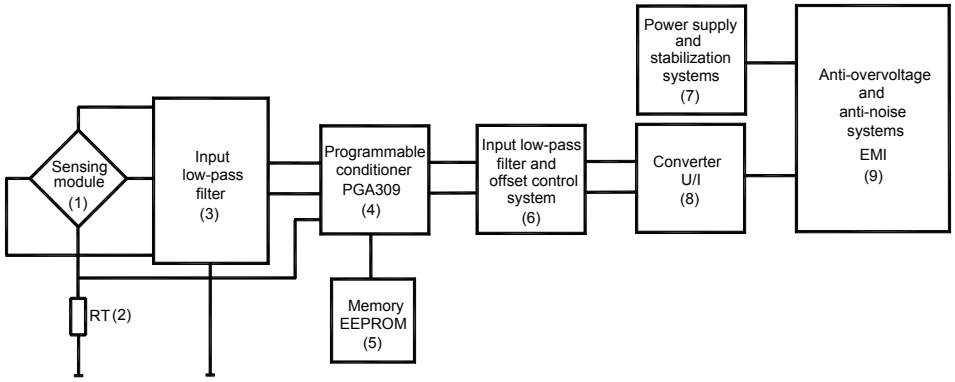 Sensing
module
(1)
RT (2)
Input
low-pass
filter
(3)
Programmable
conditioner
PGA309
(4)
Memory
EEPROM
(5)
Input low-pass
filter and
offset control
system
(6)
Power supply
and
stabilization
systems
(7)
Converter
U/I
(8)
Anti-overvoltage
and
anti-noise
systems
EMI
(9)